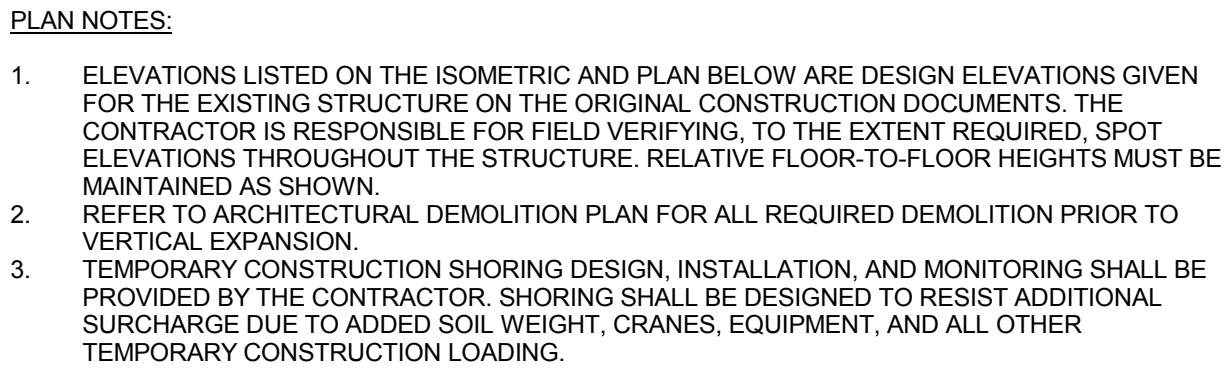 PLAN NOTES:
1. ELEVATIONS LISTED ON THE ISOMETRIC AND PLAN BELOW ARE DESIGN ELEVATIONS GIVEN
FOR THE EXISTING STRUCTURE ON THE ORIGINAL CONSTRUCTION DOCUMENTS. THE
CONTRACTOR IS RESPONSIBLE FOR FIELD VERIFYING, TO THE EXTENT REQUIRED, SPOT
ELEVATIONS THROUGHOUT THE STRUCTURE. RELATIVE FLOOR-TO-FLOOR HEIGHTS MUST BE
MAINTAINED AS SHOWN.
2. REFER TO ARCHITECTURAL DEMOLITION PLAN FOR ALL REQUIRED DEMOLITION PRIOR TO
VERTICAL EXPANSION.
3. TEMPORARY CONSTRUCTION SHORING DESIGN, INSTALLATION, AND MONITORING SHALL BE
PROVIDED BY THE CONTRACTOR. SHORING SHALL BE DESIGNED TO RESIST ADDITIONAL
SURCHARGE DUE TO ADDED SOIL WEIGHT, CRANES, EQUIPMENT, AND ALL OTHER
TEMPORARY CONSTRUCTION LOADING.